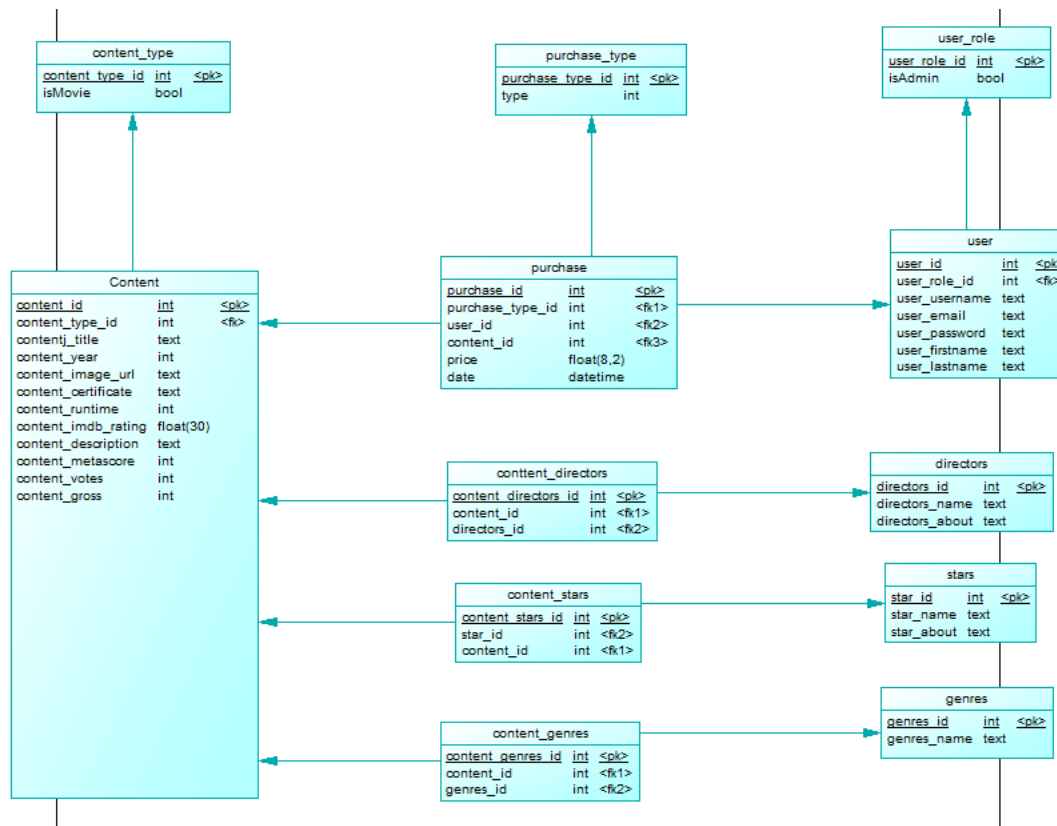 content_type
content_type_id int <pk>
isMovie bool
purchase_type
purchase_type_id int <pk>
type int
user_role
user_role_id int <pk>
isAdmin bool
Content
content_id int <pk>
content_type_id int <fk>
contentj_title text
content_year int
content_image_url text
content_certificate text
content_runtime int
content_imdb_rating float(30)
content_description text
content_metascore int
content_votes int
content_gross int
purchase
purchase_id int <pk>
purchase_type_id int <fk1>
user_id int <fk2>
content_id int <fk3>
price float(8,2)
date datetime
user
user_id int <pk
user_role_id int <fk>
user_username text
user_email text
user_password text
user_firstname text
user_lastname text
conttent_directors
content_directors_id int <pk>
content_id int <fk1>
directors_id int <fk2>
directors
directors_id int <pk>
directors_name text
directors_about text
content_stars
content_stars_id int <pk>
star_id int <fk2>
content_id int <fk1>
stars
star_id int <pk>
star_name text
star_about text
content_genres
content_genres_id int <pk>
content_id int <fk1>
genres_id int <fk2>
genres
genres_id int <pk>
genres_name text